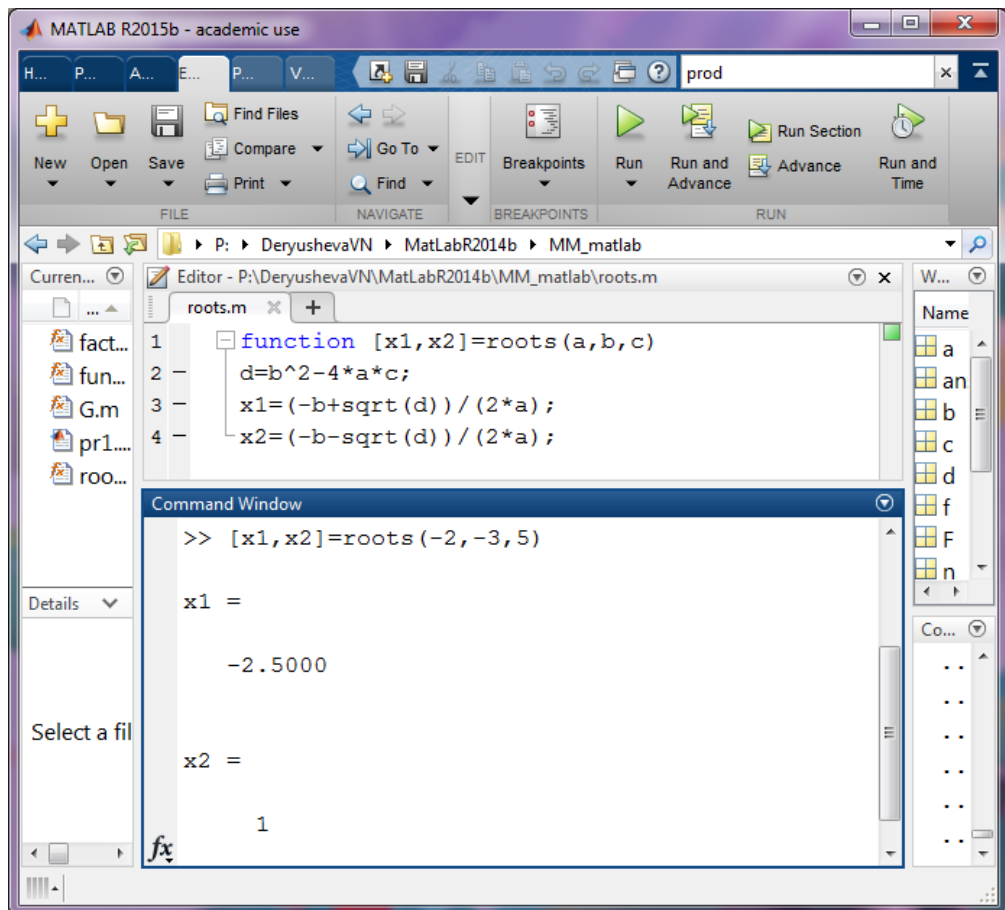 MATLAB R2015b - academic use
H... P... A... E... P... V... prod
New Open Save Find Files Compare Print Go To Find EDIT Breakpoints Run Run and Advance Run Section Advance Run and Time
FILE NAVIGATE BREAKPOINTS RUN
P: DeryushevaVN MatLabR2014b MM_matlab
Curren...
...
fact...
fun...
G.m
pr1....
roo...
Details
Select a fil
Editor - P:\DeryushevaVN\MatLabR2014b\MM_matlab\roots.m
roots.m +
1 function [x1,x2]=roots(a,b,c)
2 - d=b^2-4*a*c;
3 - x1=(-b+sqrt(d))/(2*a);
4 - x2=(-b-sqrt(d))/(2*a);
Command Window
>> [x1,x2]=roots(-2,-3,5)
x1 =
-2.5000
x2 =
1
fx
W...
Name
a
an
b
c
d
f
F
n
Co...
..
..
..
..
..
..